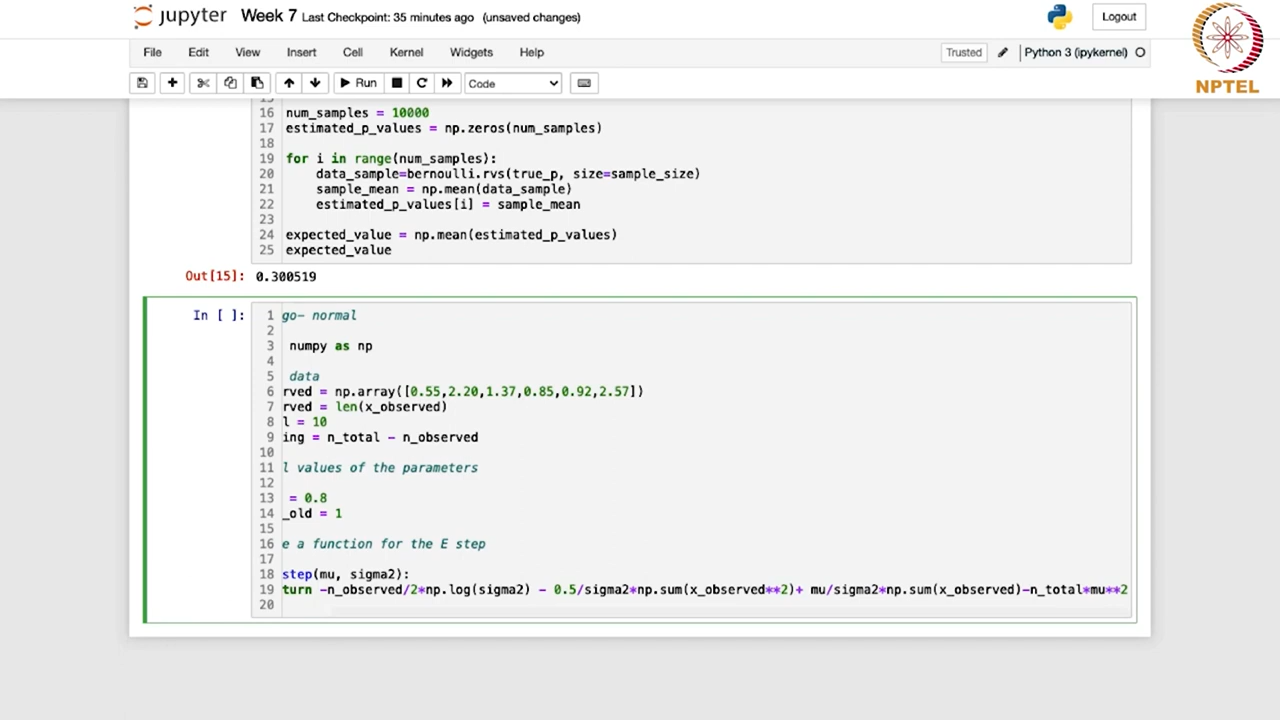 jupyter Week 7 Last Checkpoint: 35 minutes ago (unsaved changes)
Logout
NPTEL
File Edit View Insert Cell Kernel Widgets Help
Trusted Python 3 (ipykernel)
Run Code
15
16 num_samples = 10000
17 estimated_p_values = np.zeros(num_samples)
18
19 for i in range(num_samples):
20 data_sample=bernoulli.rvs(true_p, size=sample_size)
21 sample_mean = np.mean(data_sample)
22 estimated_p_values[i] = sample_mean
23
24 expected_value = np.mean(estimated_p_values)
25 expected_value
Out[15]: 0.300519
In [ ]: 1 go- normal
2
3 numpy as np
4
5 data
6 rved = np.array([0.55,2.20,1.37,0.85,0.92,2.57])
7 rved = len(x_observed)
8 l = 10
9 ing = n_total - n_observed
10
11 l values of the parameters
12
13 = 0.8
14 _old = 1
15
16 e a function for the E step
17
18 step(mu, sigma2):
19 turn -n_observed/2*np.log(sigma2) - 0.5/sigma2*np.sum(x_observed**2)+ mu/sigma2*np.sum(x_observed)-n_total*mu**2
20